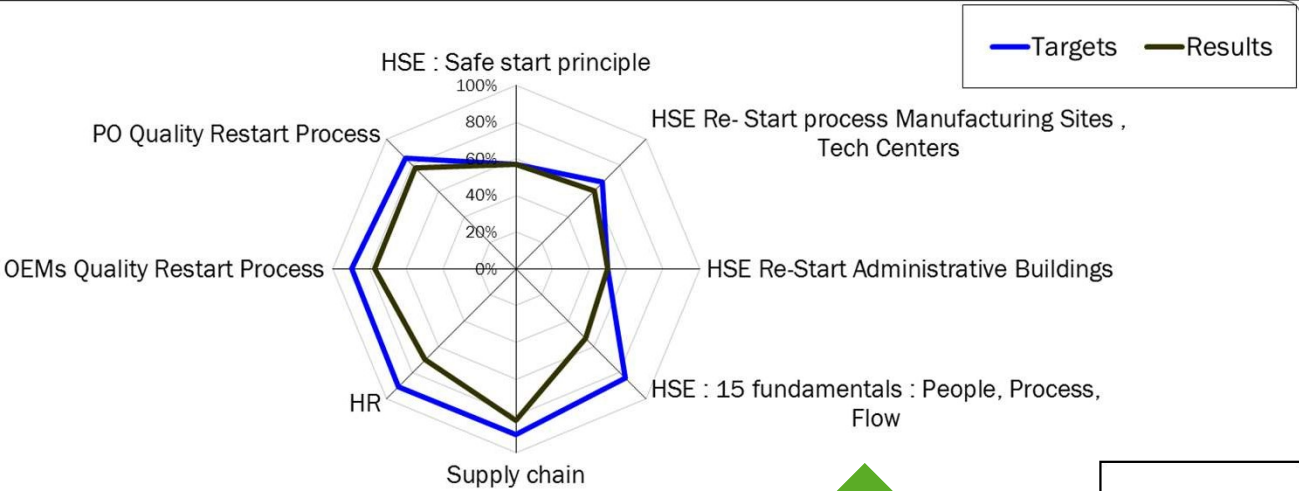 Targets
Results
HSE : Safe start principle
100%
80%
60%
40%
20%
0%
HSE Re- Start process Manufacturing Sites ,
Tech Centers
HSE Re-Start Administrative Buildings
HSE : 15 fundamentals : People, Process,
Flow
Supply chain
HR
OEMs Quality Restart Process
PO Quality Restart Process